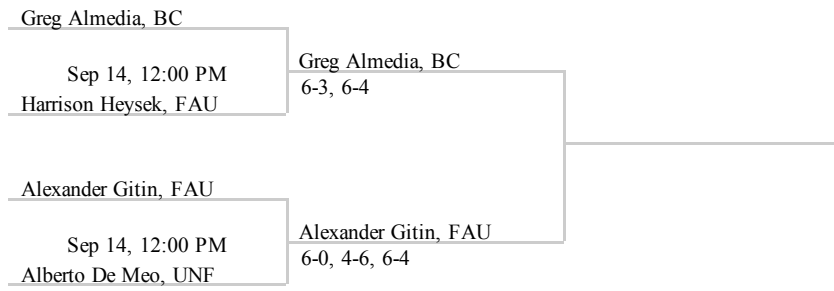 Greg Almedia, BC
Sep 14, 12:00 PM
Harrison Heysek, FAU
Greg Almedia, BC
6-3, 6-4
Alexander Gitin, FAU
Sep 14, 12:00 PM
Alberto De Meo, UNF
Alexander Gitin, FAU
6-0, 4-6, 6-4